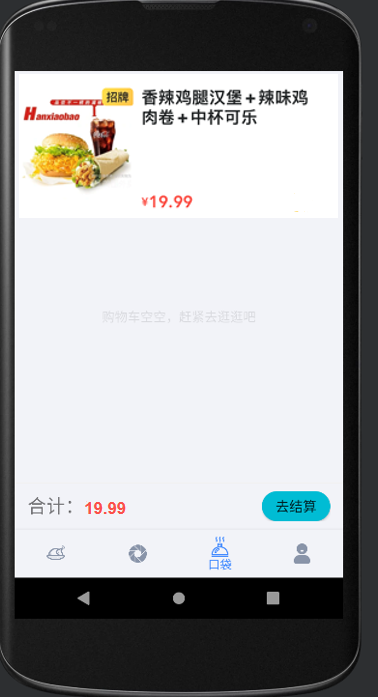 招牌
Hanxiaobao
香辣鸡腿汉堡+辣味鸡
肉卷+中杯可乐
¥19.99
购物车空空，赶紧去逛逛吧
合计：19.99
去结算
口袋